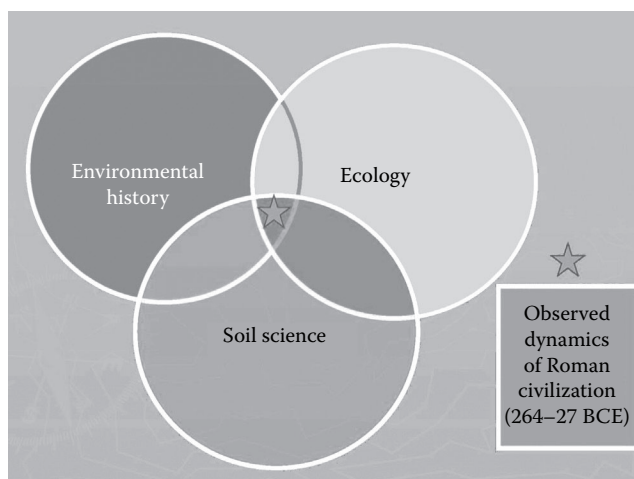 Environmental
history
Ecology
Soil science
Observed
dynamics
of Roman
civilization
(264–27 BCE)